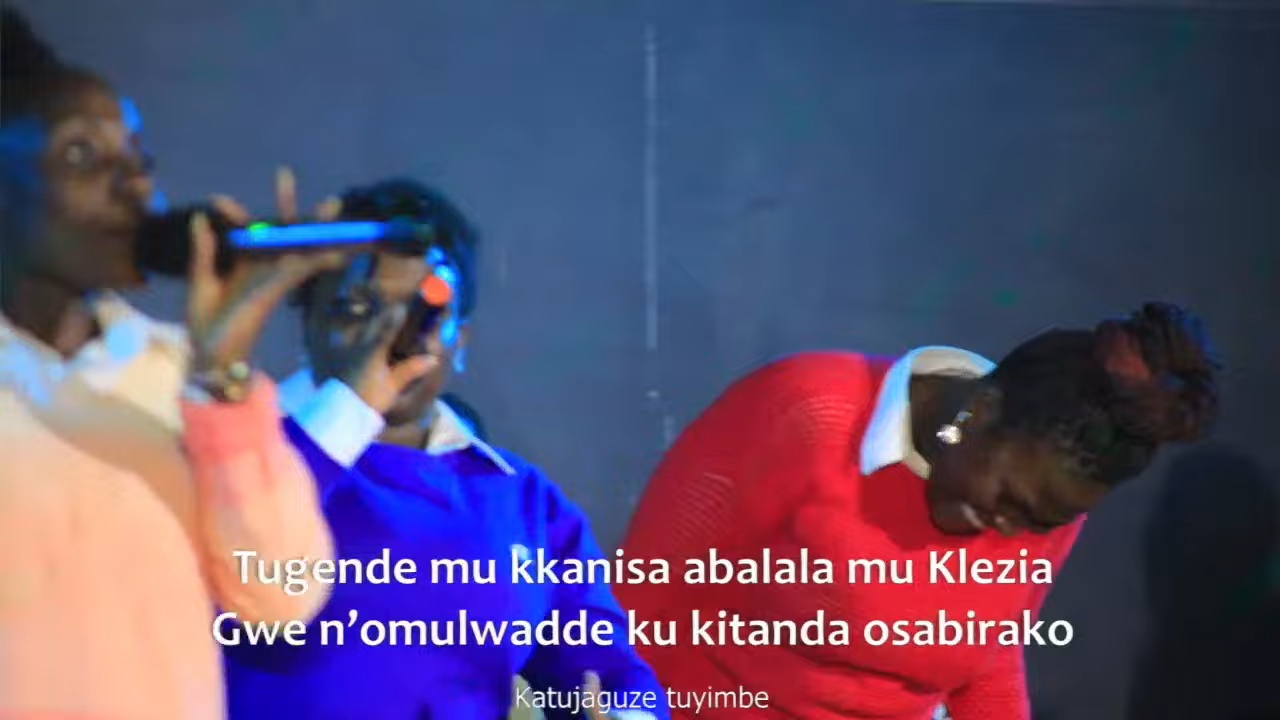 Tugende mu kkanisa abalala mu Klezia
Gwe n’omulwadde ku kitanda osabirako
Katujaguze tuyimbe